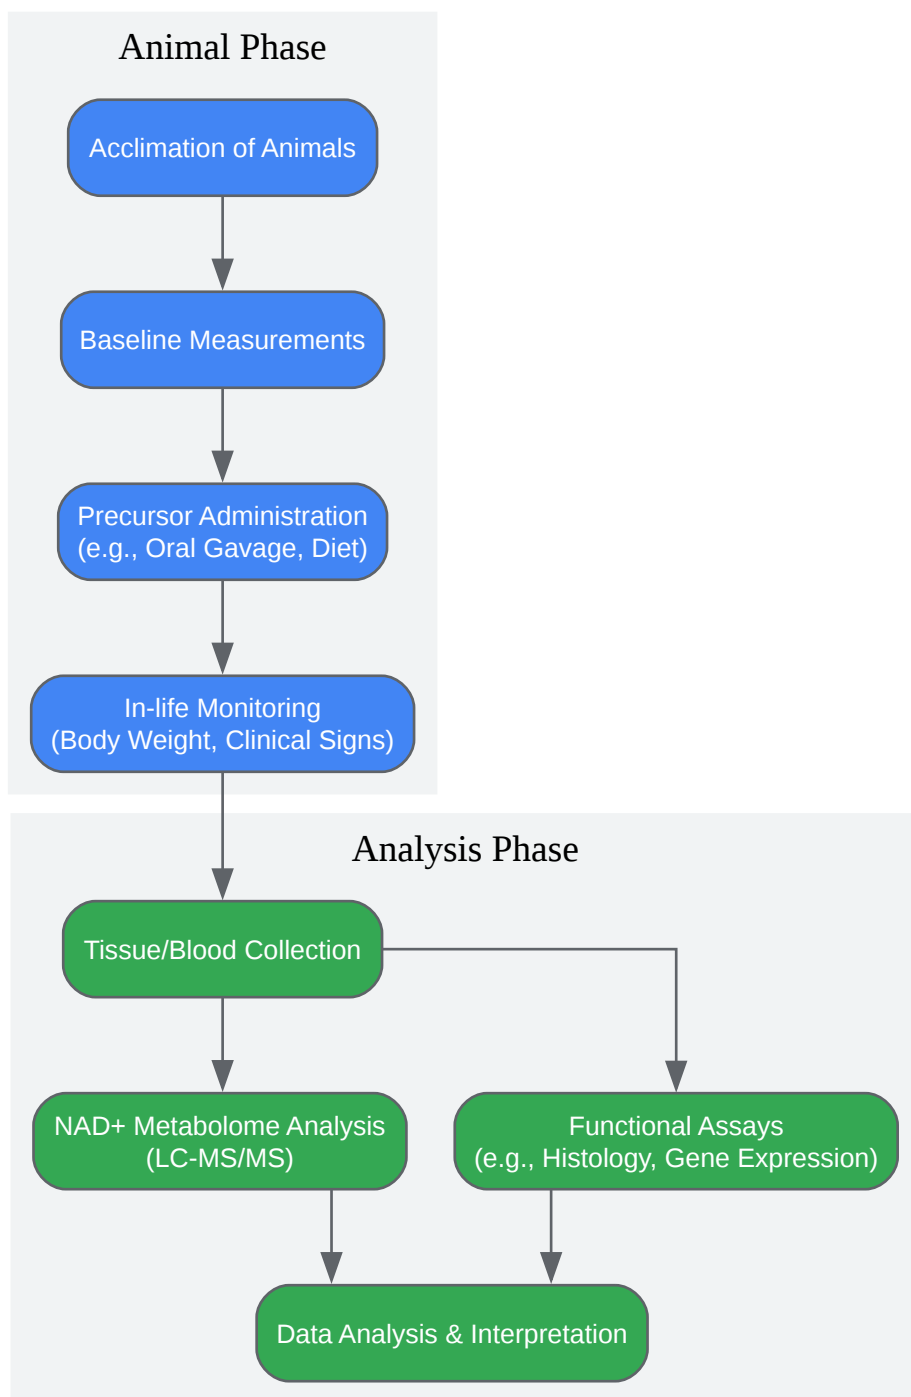 Animal Phase
Acclimation of Animals
Baseline Measurements
Precursor Administration
(e.g., Oral Gavage, Diet)
In-life Monitoring
(Body Weight, Clinical Signs)
Analysis Phase
Tissue/Blood Collection
NAD+ Metabolome Analysis
(LC-MS/MS)
Functional Assays
(e.g., Histology, Gene Expression)
Data Analysis & Interpretation